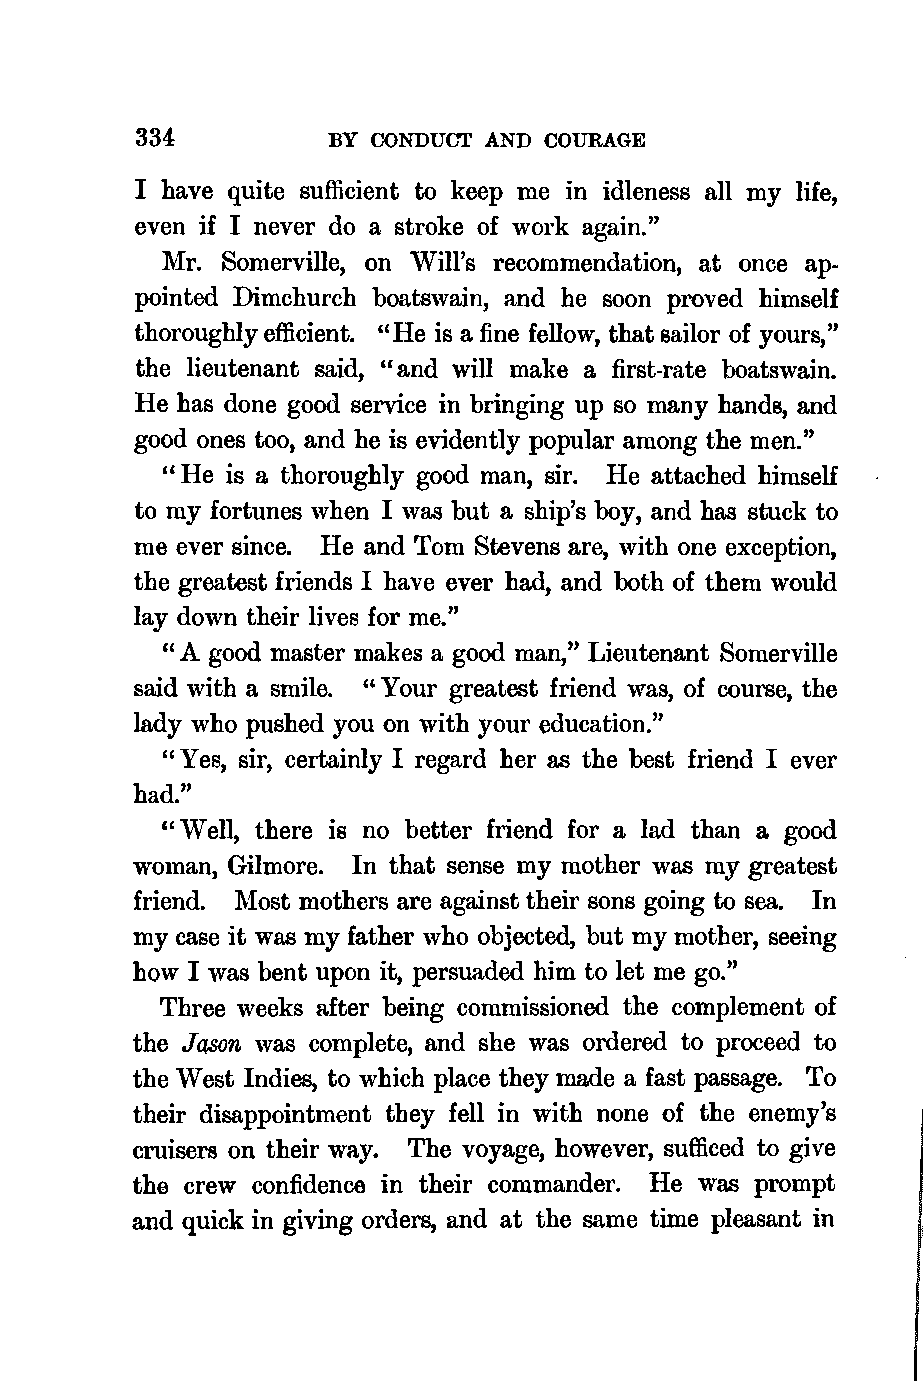 334 BY CONDUCT AND COURAGE
I have quite sufficient to keep me in idleness all my life,
even if I never do a stroke of work again.”
Mr. Somerville, on Will’s recommendation, at once ap-
pointed Dimchurch boatswain, and he soon proved himself
thoroughly efficient. “He is a fine fellow, that sailor of yours,”
the lieutenant said, “and will make a first-rate boatswain.
He has done good service in bringing up so many hands, and
good ones too, and he is evidently popular among the men.”
“He is a thoroughly good man, sir. He attached himself
to my fortunes when I was but a ship’s boy, and has stuck to
me ever since. He and Tom Stevens are, with one exception,
the greatest friends I have ever had, and both of them would
lay down their lives for me.”
“A good master makes a good man,” Lieutenant Somerville
said with a smile. “Your greatest friend was, of course, the
lady who pushed you on with your education.”
“Yes, sir, certainly I regard her as the best friend I ever
had.”
“Well, there is no better friend for a lad than a good
woman, Gilmore. In that sense my mother was my greatest
friend. Most mothers are against their sons going to sea. In
my case it was my father who objected, but my mother, seeing
how I was bent upon it, persuaded him to let me go.”
Three weeks after being commissioned the complement of
the Jason was complete, and she was ordered to proceed to
the West Indies, to which place they made a fast passage. To
their disappointment they fell in with none of the enemy’s
cruisers on their way. The voyage, however, sufficed to give
the crew confidence in their commander. He was prompt
and quick in giving orders, and at the same time pleasant in